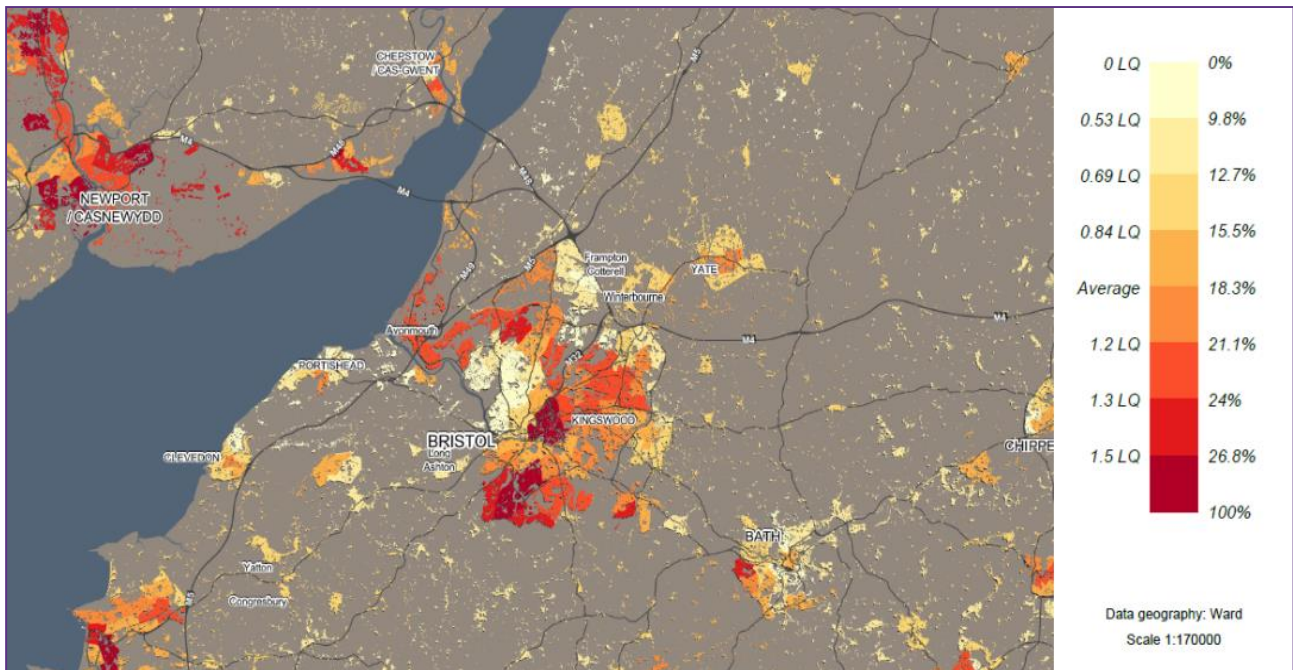 CHEPSTOW
/ CAS-GWENT
M5
M4
M48
M48
M4
NEWPORT
/ CASNEWYDD
Frampton
Cotterell
M49
M5
YATE
Winterbourne
Avonmouth
M4
M4
M32
PORTISHEAD
KINGSWOOD
BRISTOL
Long
Ashton
CLEVEDON
CHIPPE
BATH
Yatton
Congresbury
M5
0 LQ
0%
0.53 LQ
9.8%
0.69 LQ
12.7%
0.84 LQ
15.5%
Average
18.3%
1.2 LQ
21.1%
1.3 LQ
24%
1.5 LQ
26.8%
100%
Data geography: Ward
Scale 1:170000